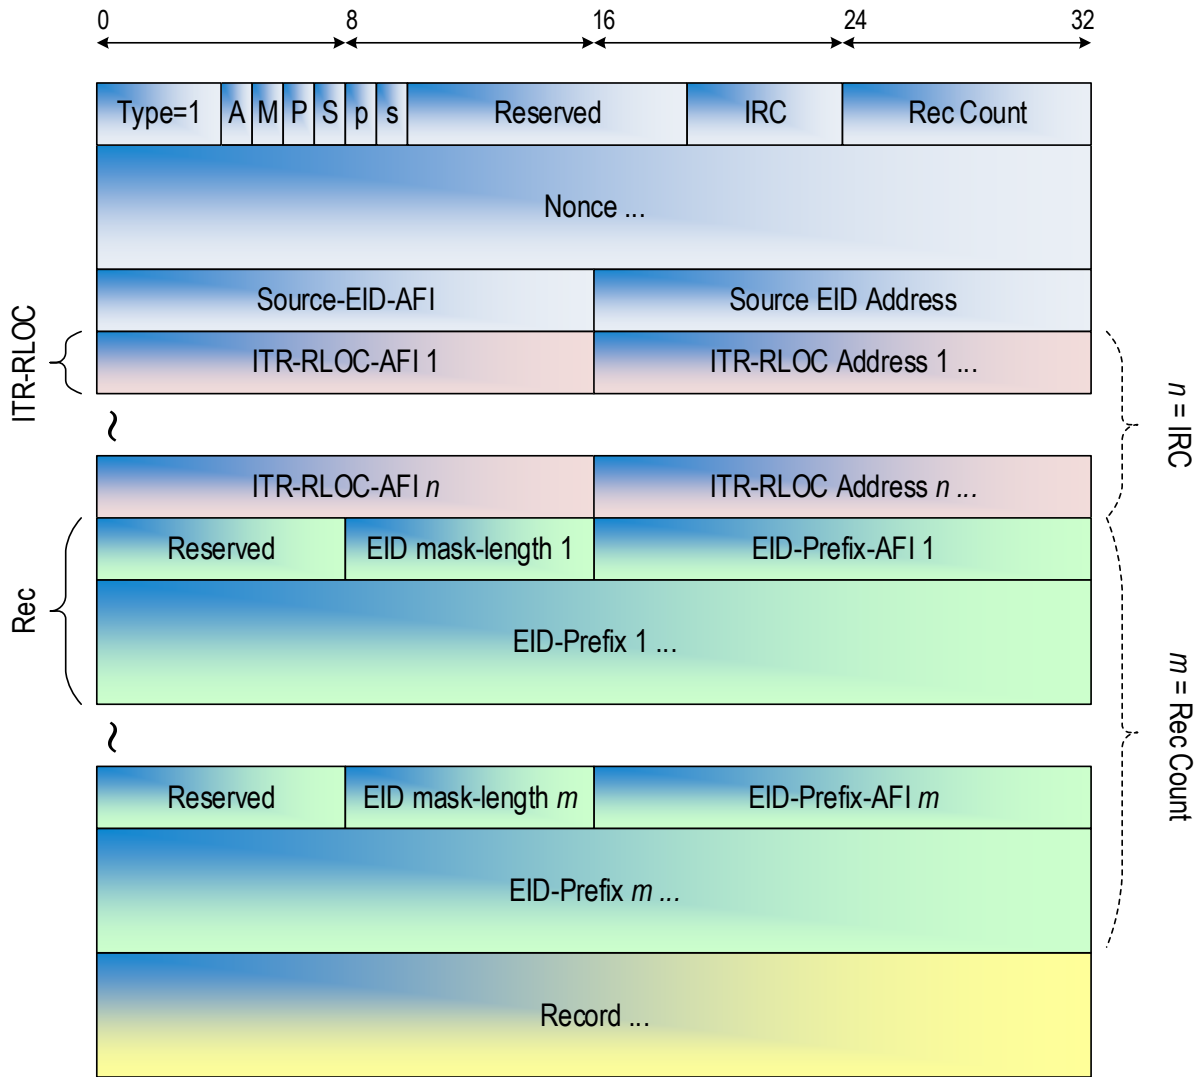 0 8 16 24 32
Type=1 A M P S p s Reserved IRC Rec Count
Nonce ...
Source-EID-AFI Source EID Address
ITR-RLOC
ITR-RLOC-AFI 1 ITR-RLOC Address 1 ...
~
n = IRC
ITR-RLOC-AFI n ITR-RLOC Address n ...
Reserved EID mask-length 1 EID-Prefix-AFI 1
Rec
EID-Prefix 1 ...
~
m = Rec Count
Reserved EID mask-length m EID-Prefix-AFI m
EID-Prefix m ...
Record ...